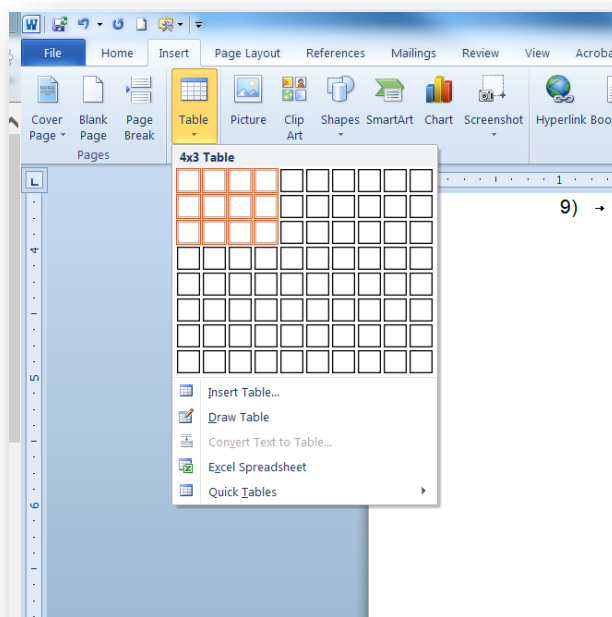 W
File Home Insert Page Layout References Mailings Review View Acroba
Cover Page Blank Page Page Break Table Picture Clip Art Shapes SmartArt Chart Screenshot Hyperlink Boo
Pages
4x3 Table
L
1
9)
4
5
6
Insert Table...
Draw Table
Convert Text to Table...
Excel Spreadsheet
Quick Tables